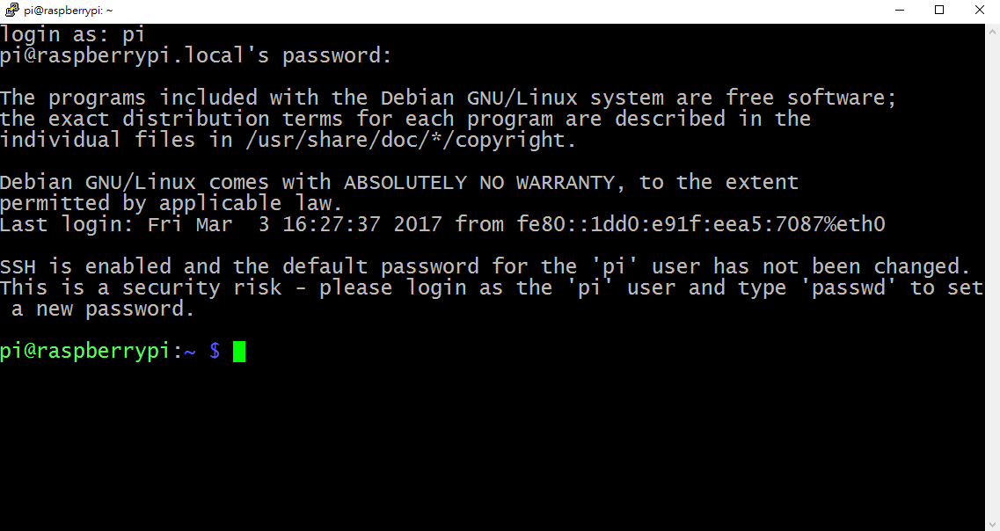 pi@raspberrypi: ~
login as: pi
pi@raspberrypi.local's password:
The programs included with the Debian GNU/Linux system are free software;
the exact distribution terms for each program are described in the
individual files in /usr/share/doc/*/copyright.
Debian GNU/Linux comes with ABSOLUTELY NO WARRANTY, to the extent
permitted by applicable law.
Last login: Fri Mar  3 16:27:37 2017 from fe80::1dd0:e91f:eea5:7087%eth0
SSH is enabled and the default password for the 'pi' user has not been changed.
This is a security risk - please login as the 'pi' user and type 'passwd' to set
 a new password.
pi@raspberrypi:~ $